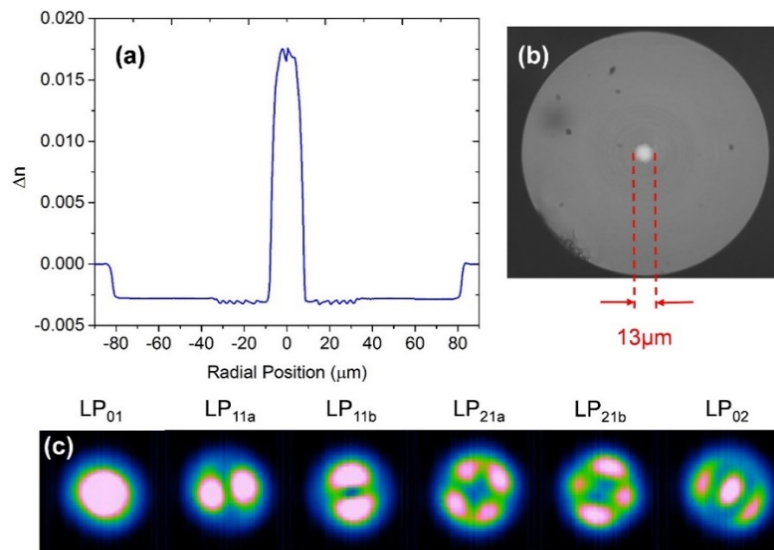 (a)
0.020
0.015
0.010
0.005
0.000
-0.005
Δn
-80 -60 -40 -20 0 20 40 60 80
Radial Position (μm)
(b)
13μm
LP01 LP11a LP11b LP21a LP21b LP02
(c)